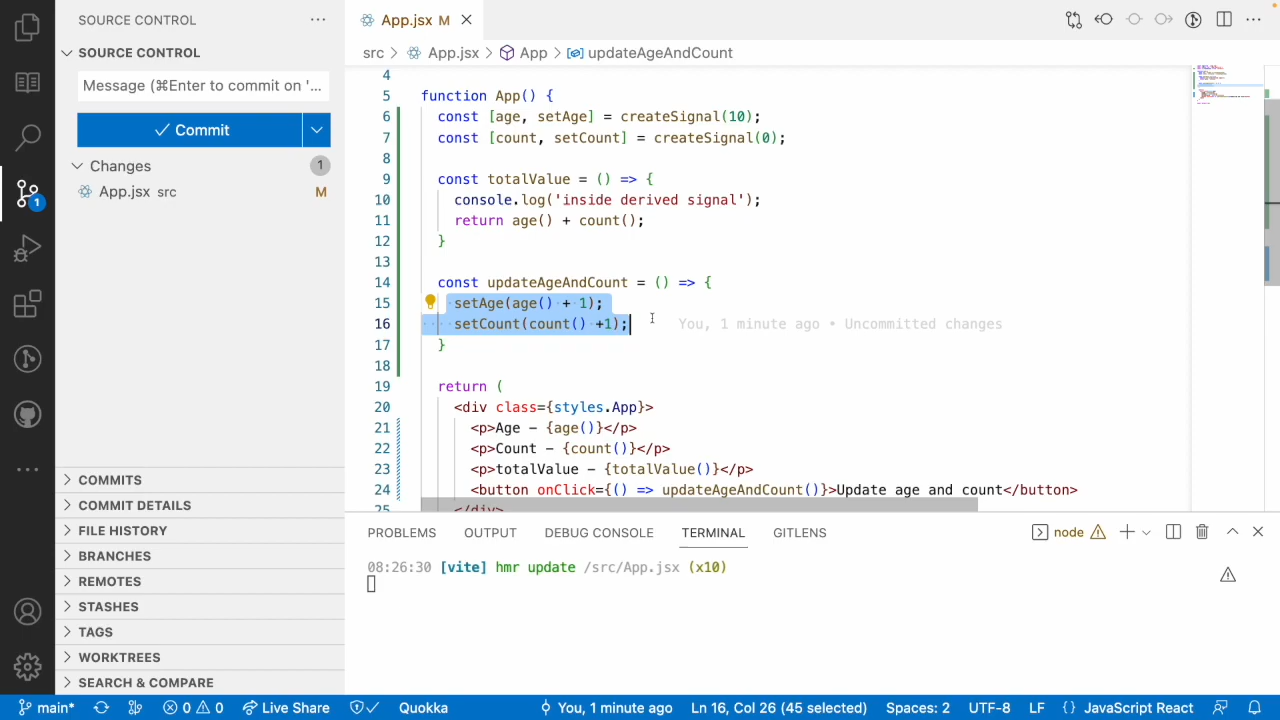 SOURCE CONTROL
SOURCE CONTROL
Message (⌘Enter to commit on '...
Commit
Changes 1
App.jsx src M
1
COMMITS
COMMIT DETAILS
FILE HISTORY
BRANCHES
REMOTES
STASHES
TAGS
WORKTREES
SEARCH & COMPARE
App.jsx M
src > App.jsx > App > updateAgeAndCount
4
5 function App() {
6 const [age, setAge] = createSignal(10);
7 const [count, setCount] = createSignal(0);
8
9 const totalValue = () => {
10 console.log('inside derived signal');
11 return age() + count();
12 }
13
14 const updateAgeAndCount = () => {
15 setAge(age() + 1);
16 setCount(count() +1); You, 1 minute ago • Uncommitted changes
17 }
18
19 return (
20 <div class={styles.App}>
21 <p>Age – {age()}</p>
22 <p>Count – {count()}</p>
23 <p>totalValue – {totalValue()}</p>
24 <button onClick={() => updateAgeAndCount()}>Update age and count</button>
25 </div>
PROBLEMS OUTPUT DEBUG CONSOLE TERMINAL GITLENS node
08:26:30 [vite] hmr update /src/App.jsx (x10)
main* 0 0 Live Share Quokka You, 1 minute ago Ln 16, Col 26 (45 selected) Spaces: 2 UTF-8 LF {} JavaScript React